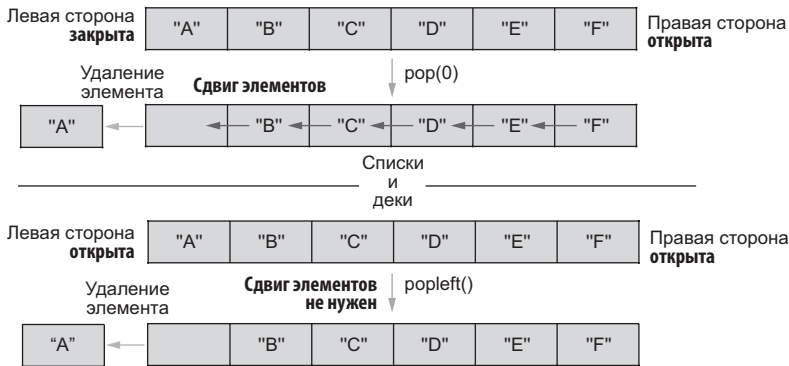 Левая сторона
закрыта
"A" "B" "C" "D" "E" "F"
Правая сторона
открыта
Удаление
элемента
Сдвиг элементов
pop(0)
"A" "B" "C" "D" "E" "F"
Списки
и
деки
Левая сторона
открыта
"A" "B" "C" "D" "E" "F"
Правая сторона
открыта
Удаление
элемента
Сдвиг элементов
не нужен
popleft()
“A” "B" "C" "D" "E" "F"